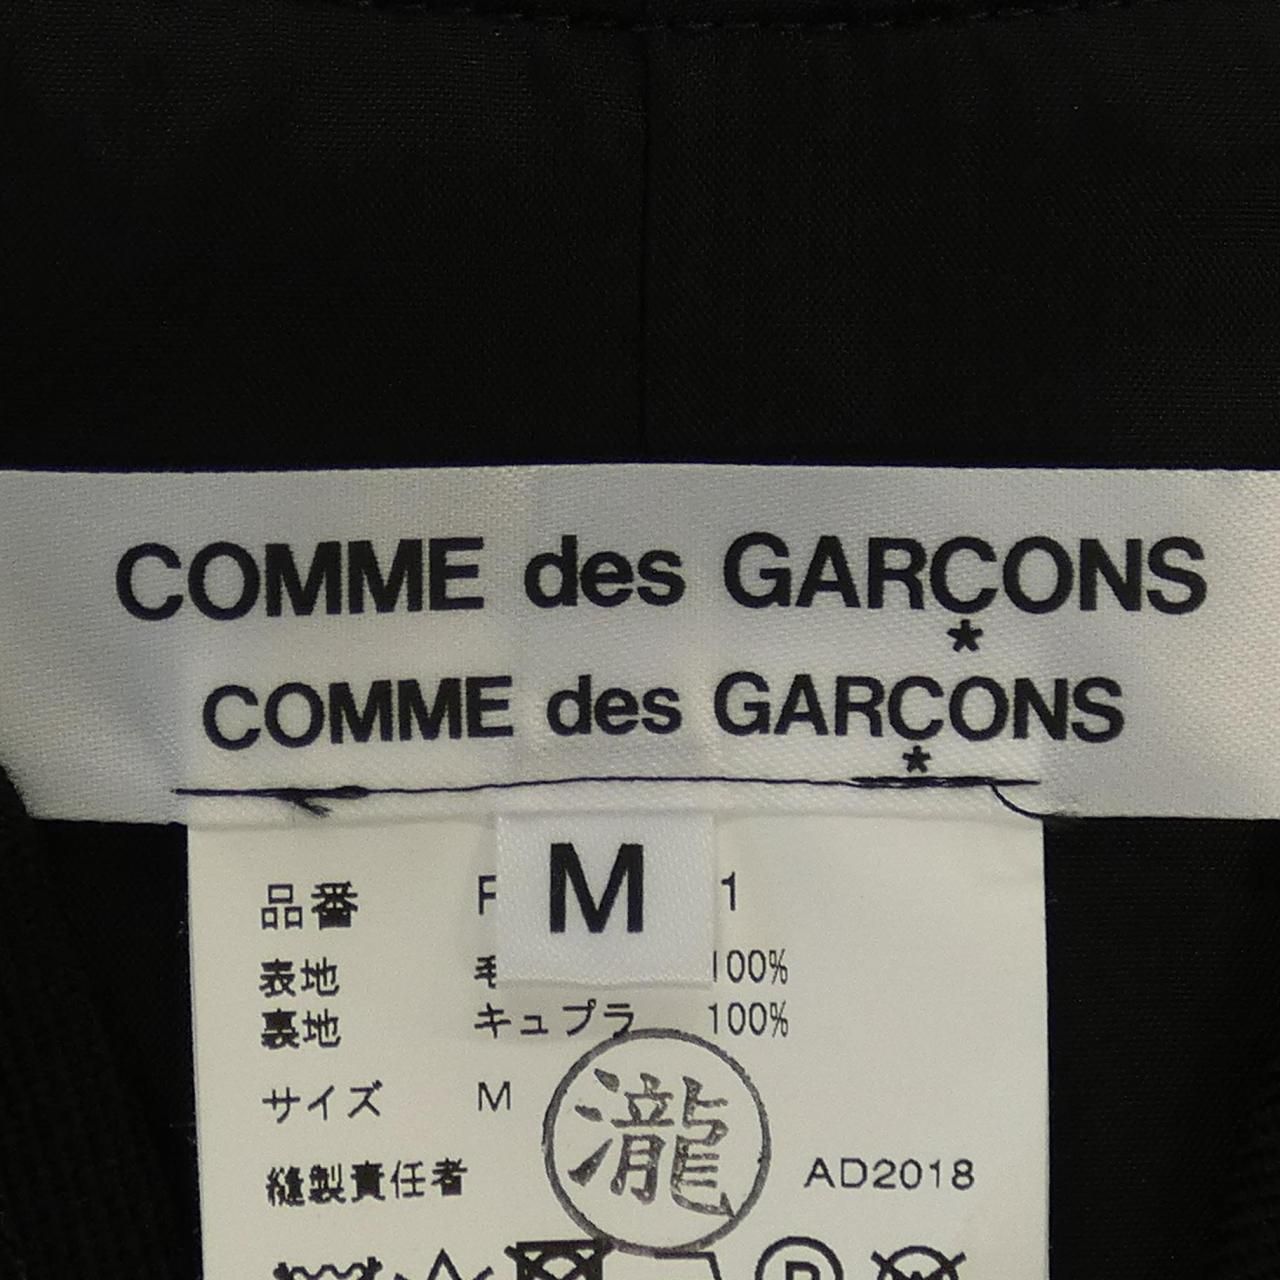 COMME des GARÇONS
COMME des GARÇONS
M
品番
表地 毛 100%
裏地 キュプラ 100%
サイズ M
縫製責任者 瀧 AD2018